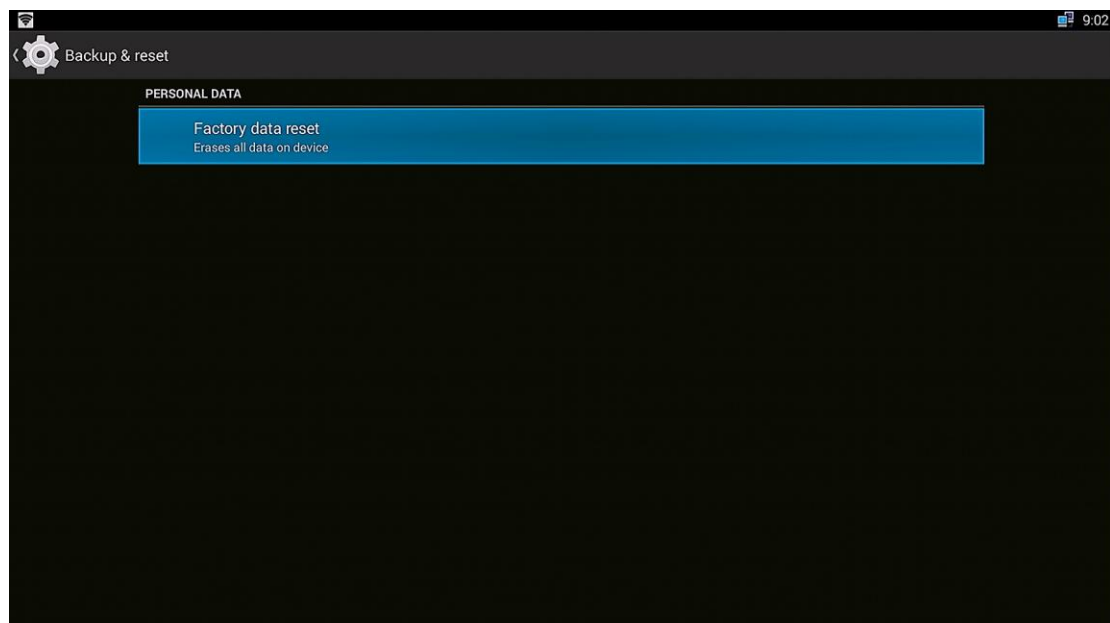 9:02
Backup & reset
PERSONAL DATA
Factory data reset
Erases all data on device